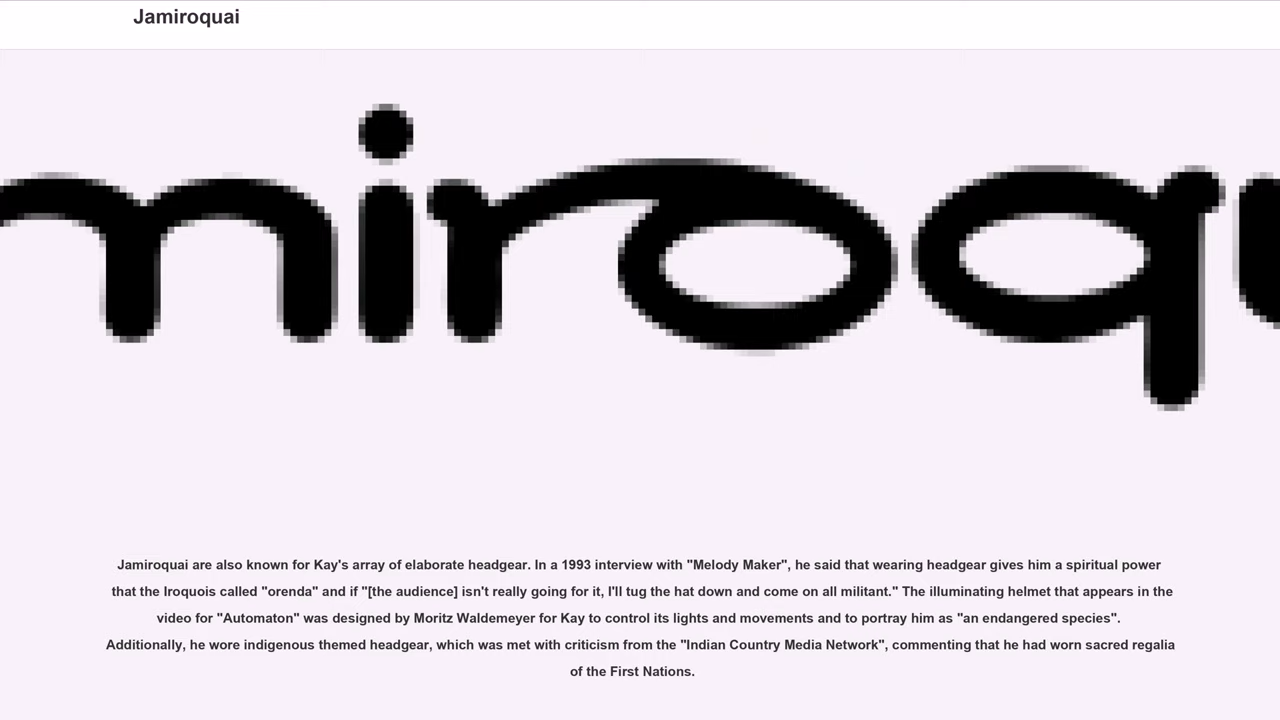 Jamiroquai
miroqu
Jamiroquai are also known for Kay's array of elaborate headgear. In a 1993 interview with "Melody Maker", he said that wearing headgear gives him a spiritual power
that the Iroquois called "orenda" and if "[the audience] isn't really going for it, I'll tug the hat down and come on all militant." The illuminating helmet that appears in the
video for "Automaton" was designed by Moritz Waldemeyer for Kay to control its lights and movements and to portray him as "an endangered species".
Additionally, he wore indigenous themed headgear, which was met with criticism from the "Indian Country Media Network", commenting that he had worn sacred regalia
of the First Nations.